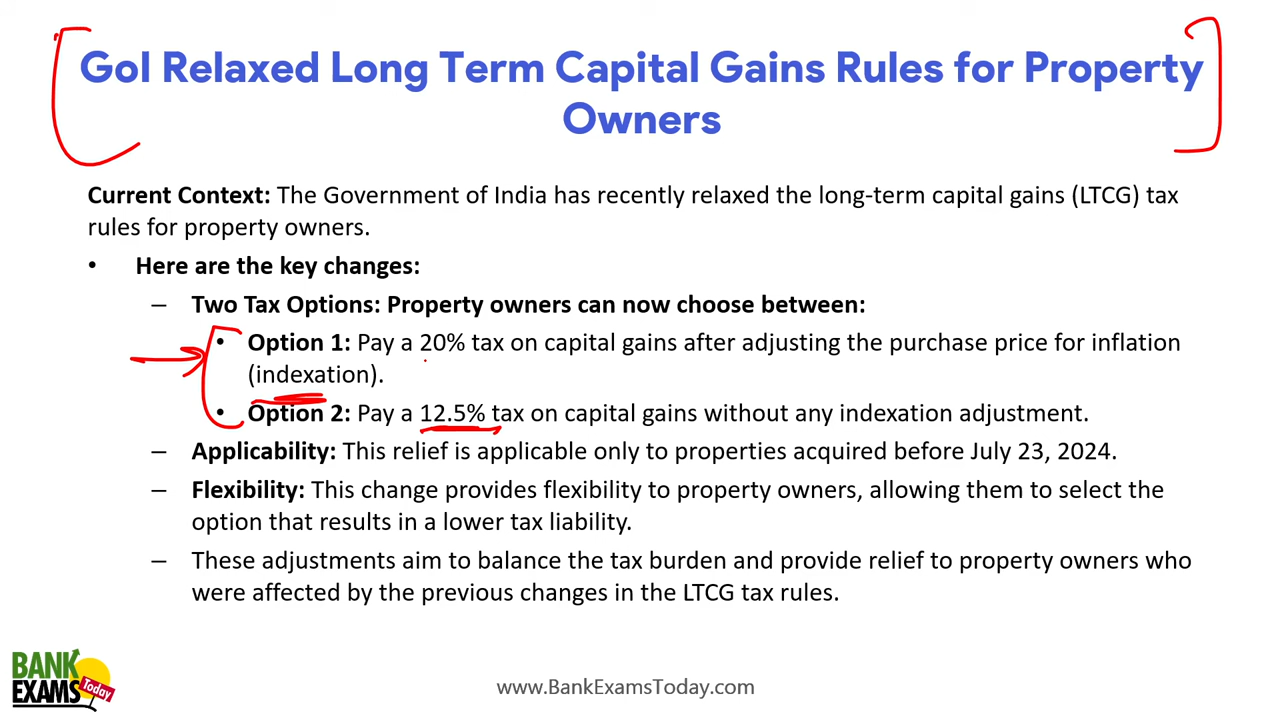 GoI Relaxed Long Term Capital Gains Rules for Property
Owners
Current Context: The Government of India has recently relaxed the long-term capital gains (LTCG) tax
rules for property owners.
• Here are the key changes:
– Two Tax Options: Property owners can now choose between:
• Option 1: Pay a 20% tax on capital gains after adjusting the purchase price for inflation
(indexation).
• Option 2: Pay a 12.5% tax on capital gains without any indexation adjustment.
– Applicability: This relief is applicable only to properties acquired before July 23, 2024.
– Flexibility: This change provides flexibility to property owners, allowing them to select the
option that results in a lower tax liability.
– These adjustments aim to balance the tax burden and provide relief to property owners who
were affected by the previous changes in the LTCG tax rules.
BANK
EXAMS
Today
www.BankExamsToday.com